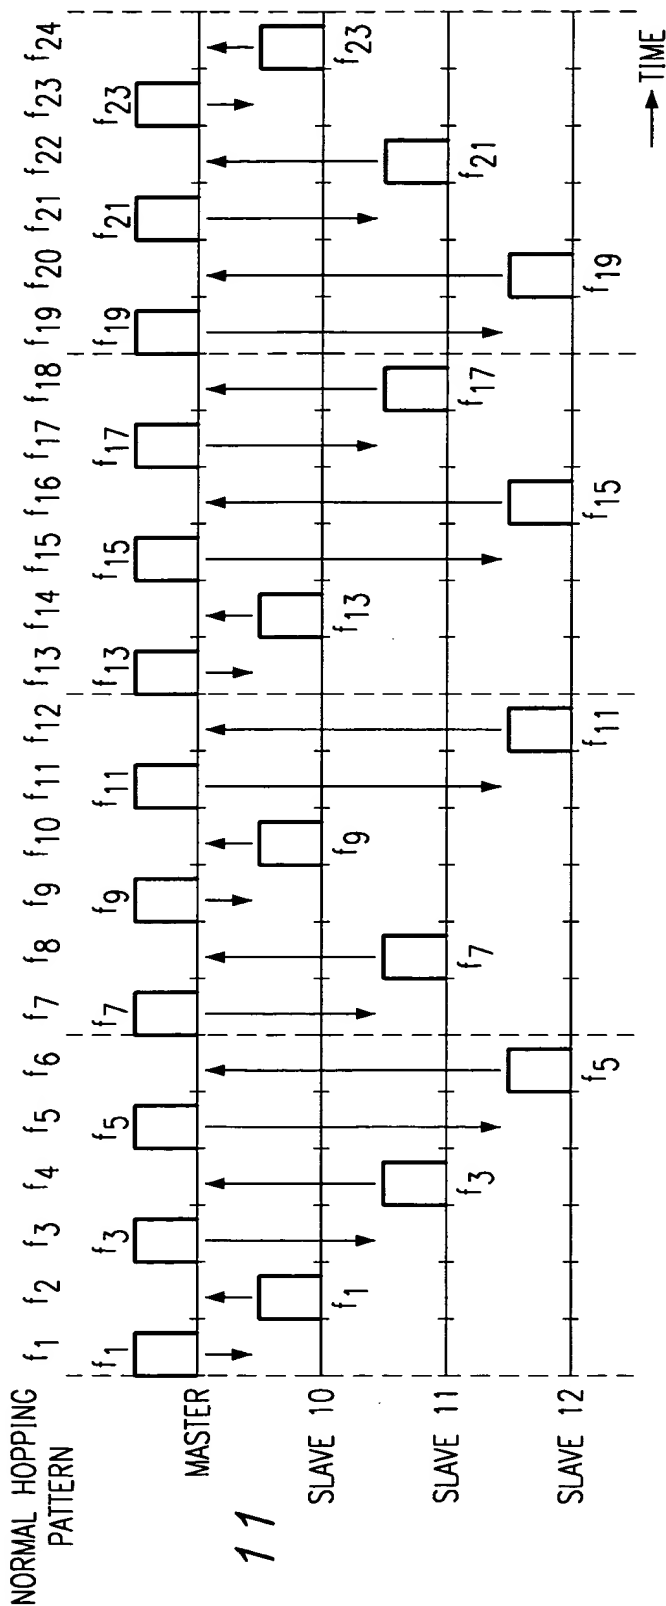 NORMAL HOPPING PATTERN
f1 f2 f3 f4 f5 f6 f7 f8 f9 f10 f11 f12 f13 f14 f15 f16 f17 f18 f19 f20 f21 f22 f23 f24
f1 f3 f5 f7 f9 f11 f13 f15 f17 f19 f21 f23
MASTER
SLAVE 10
f1 f9 f13 f23
SLAVE 11
f3 f7 f17 f21
SLAVE 12
f5 f11 f15 f19
TIME
11